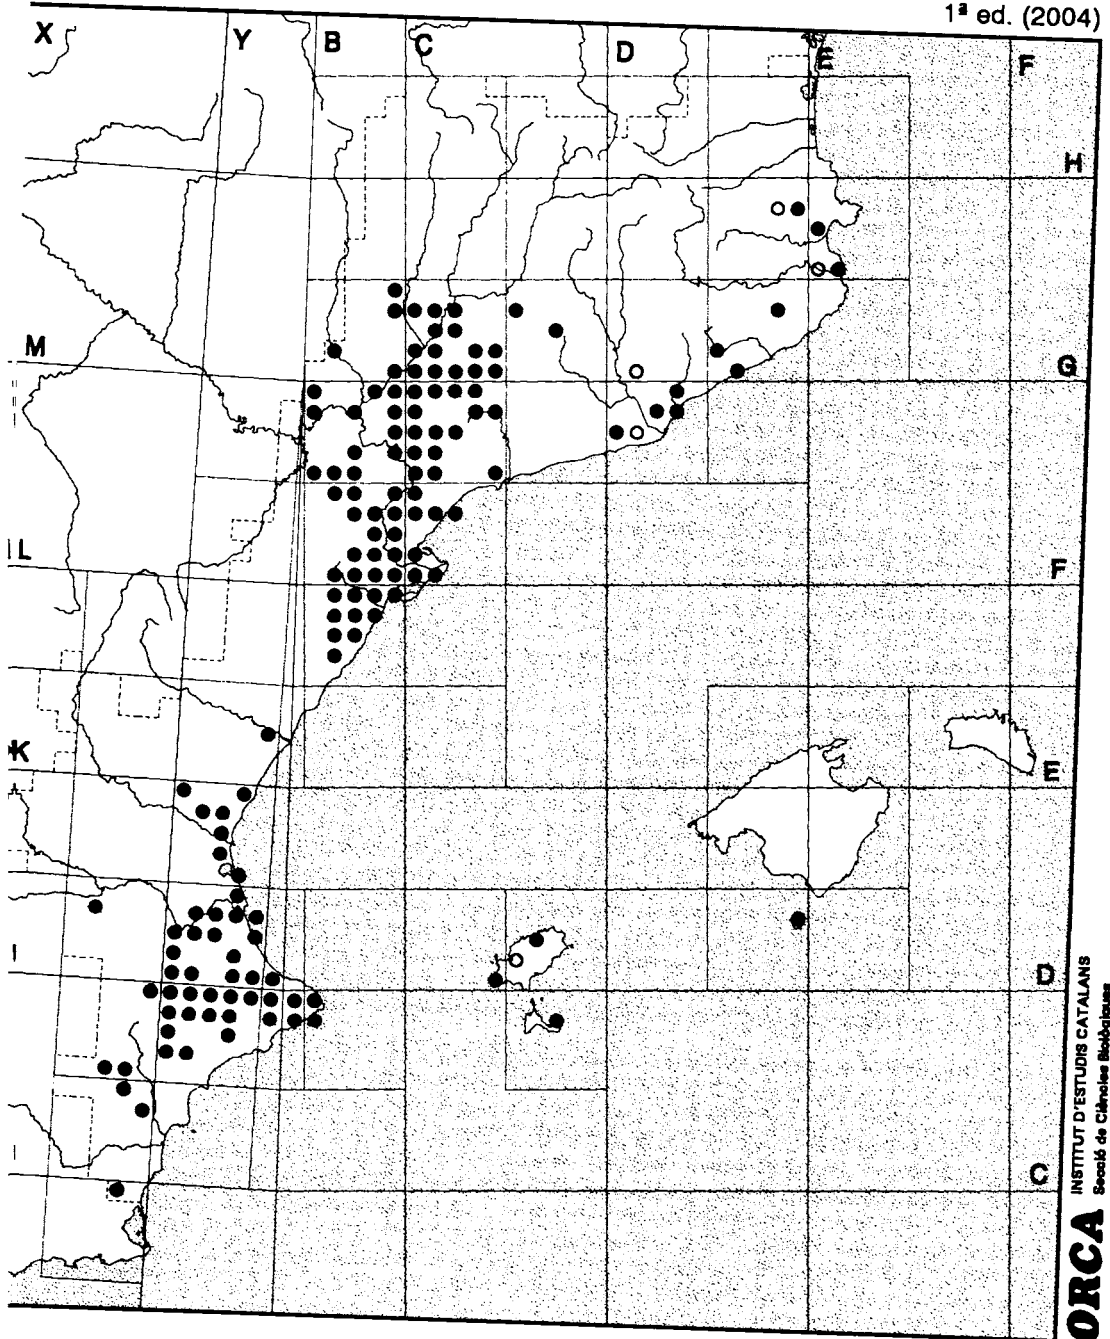 1ª ed. (2004)
X
Y
B
C
D
E
F
H
M
G
L
F
K
E
I
D
I
C
INSTITUT D'ESTUDIS CATALANS
Secció de Ciències Biològiques
ORCA